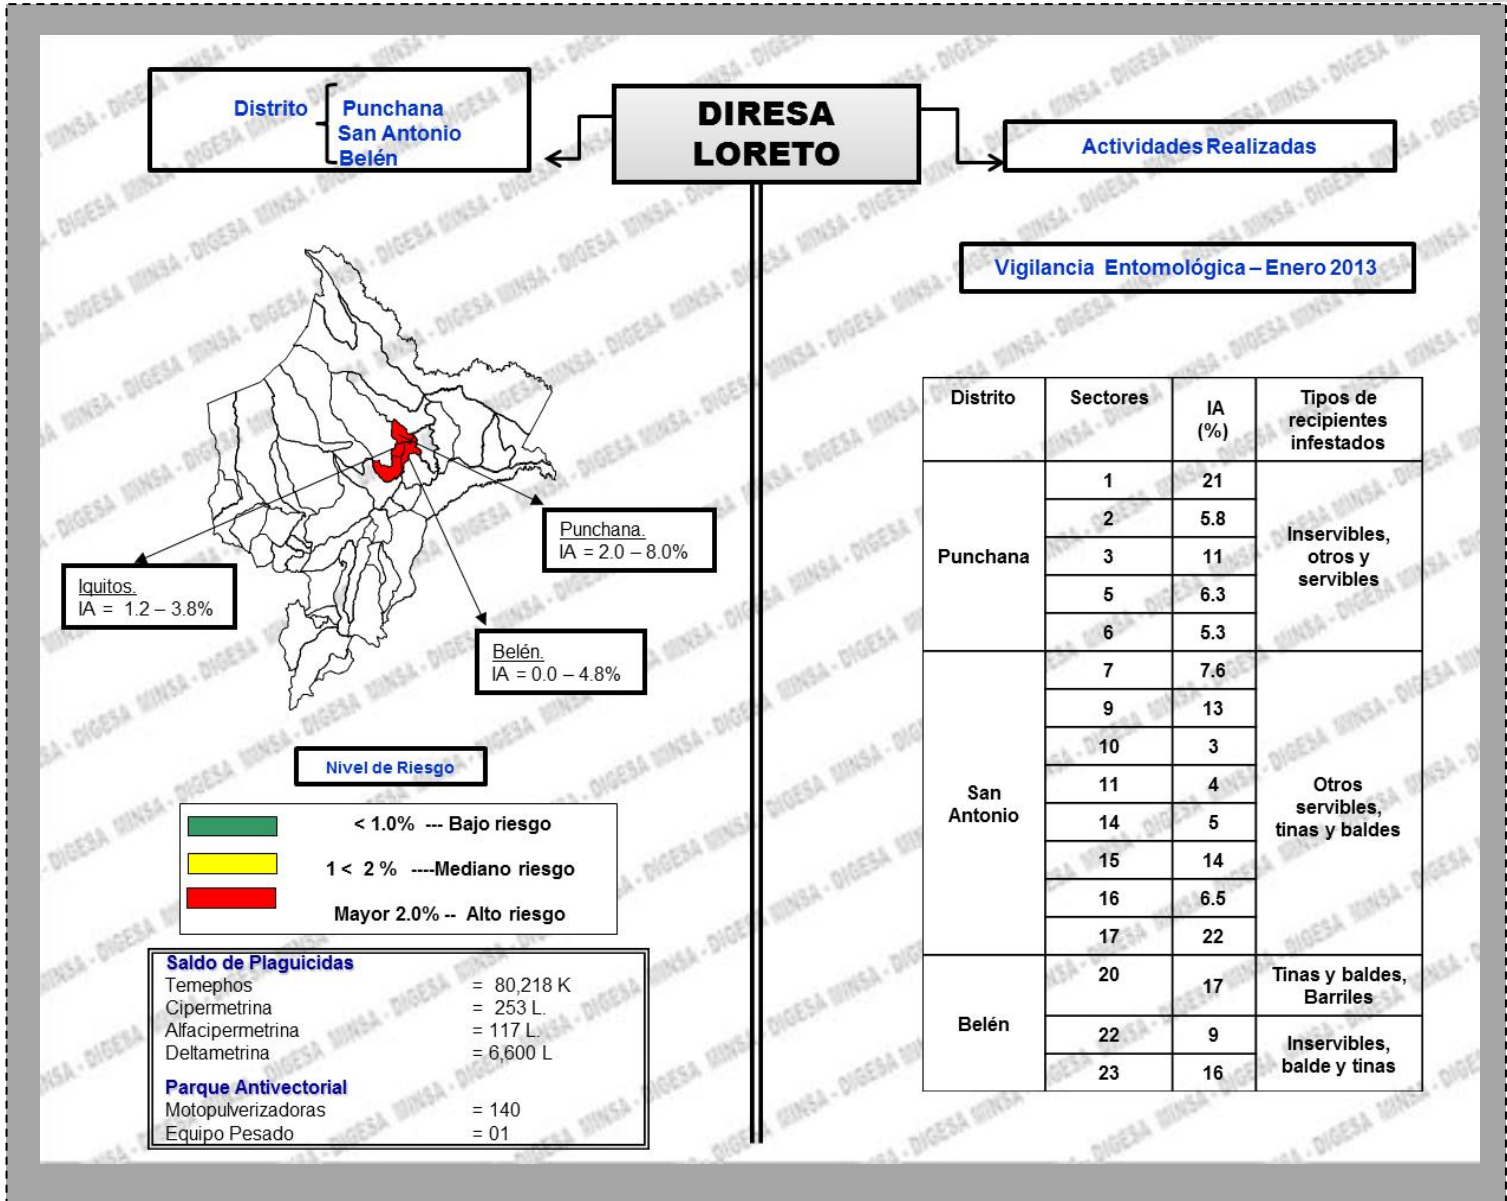 Distrito
Punchana
San Antonio
Belén
DIRESA
LORETO
Actividades Realizadas
Vigilancia Entomológica – Enero 2013
Iquitos.
IA = 1.2 – 3.8%
Punchana.
IA = 2.0 – 8.0%
Belén.
IA = 0.0 – 4.8%
Nivel de Riesgo
< 1.0% --- Bajo riesgo
1 < 2 % ----Mediano riesgo
Mayor 2.0% -- Alto riesgo
Saldo de Plaguicidas
Temephos = 80,218 K
Cipermetrina = 253 L.
Alfacipermetrina = 117 L.
Deltametrina = 6,600 L
Parque Antivectorial
Motopulverizadoras = 140
Equipo Pesado = 01
Distrito Sectores IA (%) Tipos de recipientes infestados
Punchana
1 21
2 5.8
3 11
5 6.3
6 5.3
Inservibles,
otros y
servibles
San
Antonio
7 7.6
9 13
10 3
11 4
14 5
15 14
16 6.5
17 22
Otros
servibles,
tinas y baldes
Belén
20 17
Tinas y baldes,
Barriles
22 9
23 16
Inservibles,
balde y tinas
MINSA - DIGESA